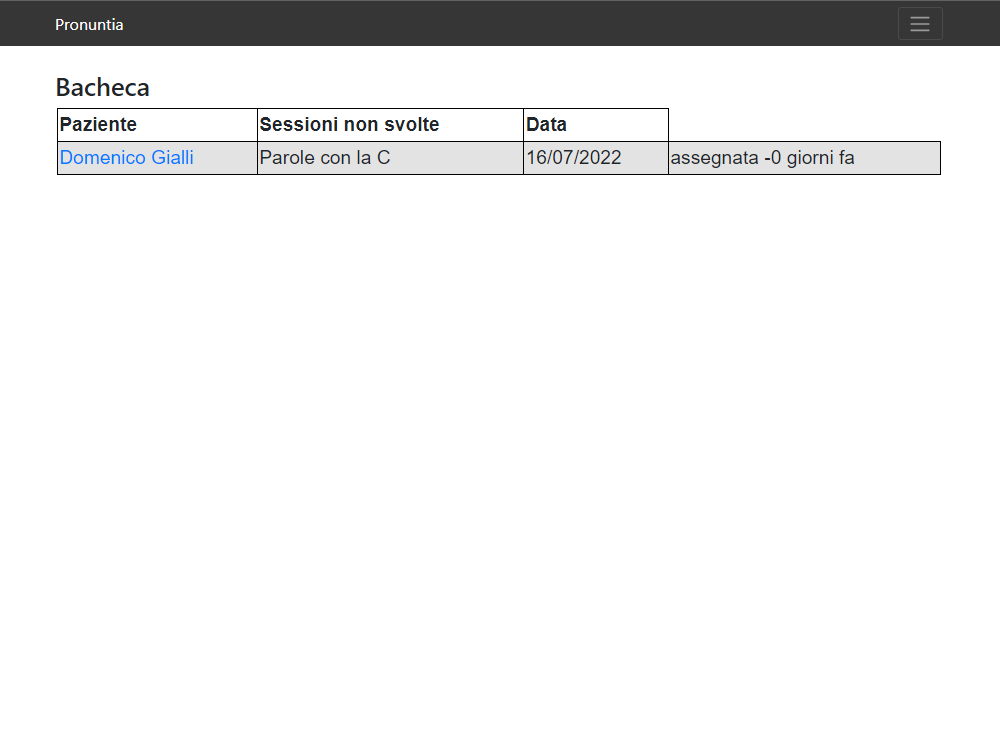 Pronuntia
Bacheca
Paziente Sessioni non svolte Data
Domenico Gialli Parole con la C 16/07/2022 assegnata -0 giorni fa